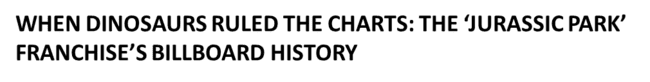 WHEN DINOSAURS RULED THE CHARTS: THE ‘JURASSIC PARK’
FRANCHISE’S BILLBOARD HISTORY